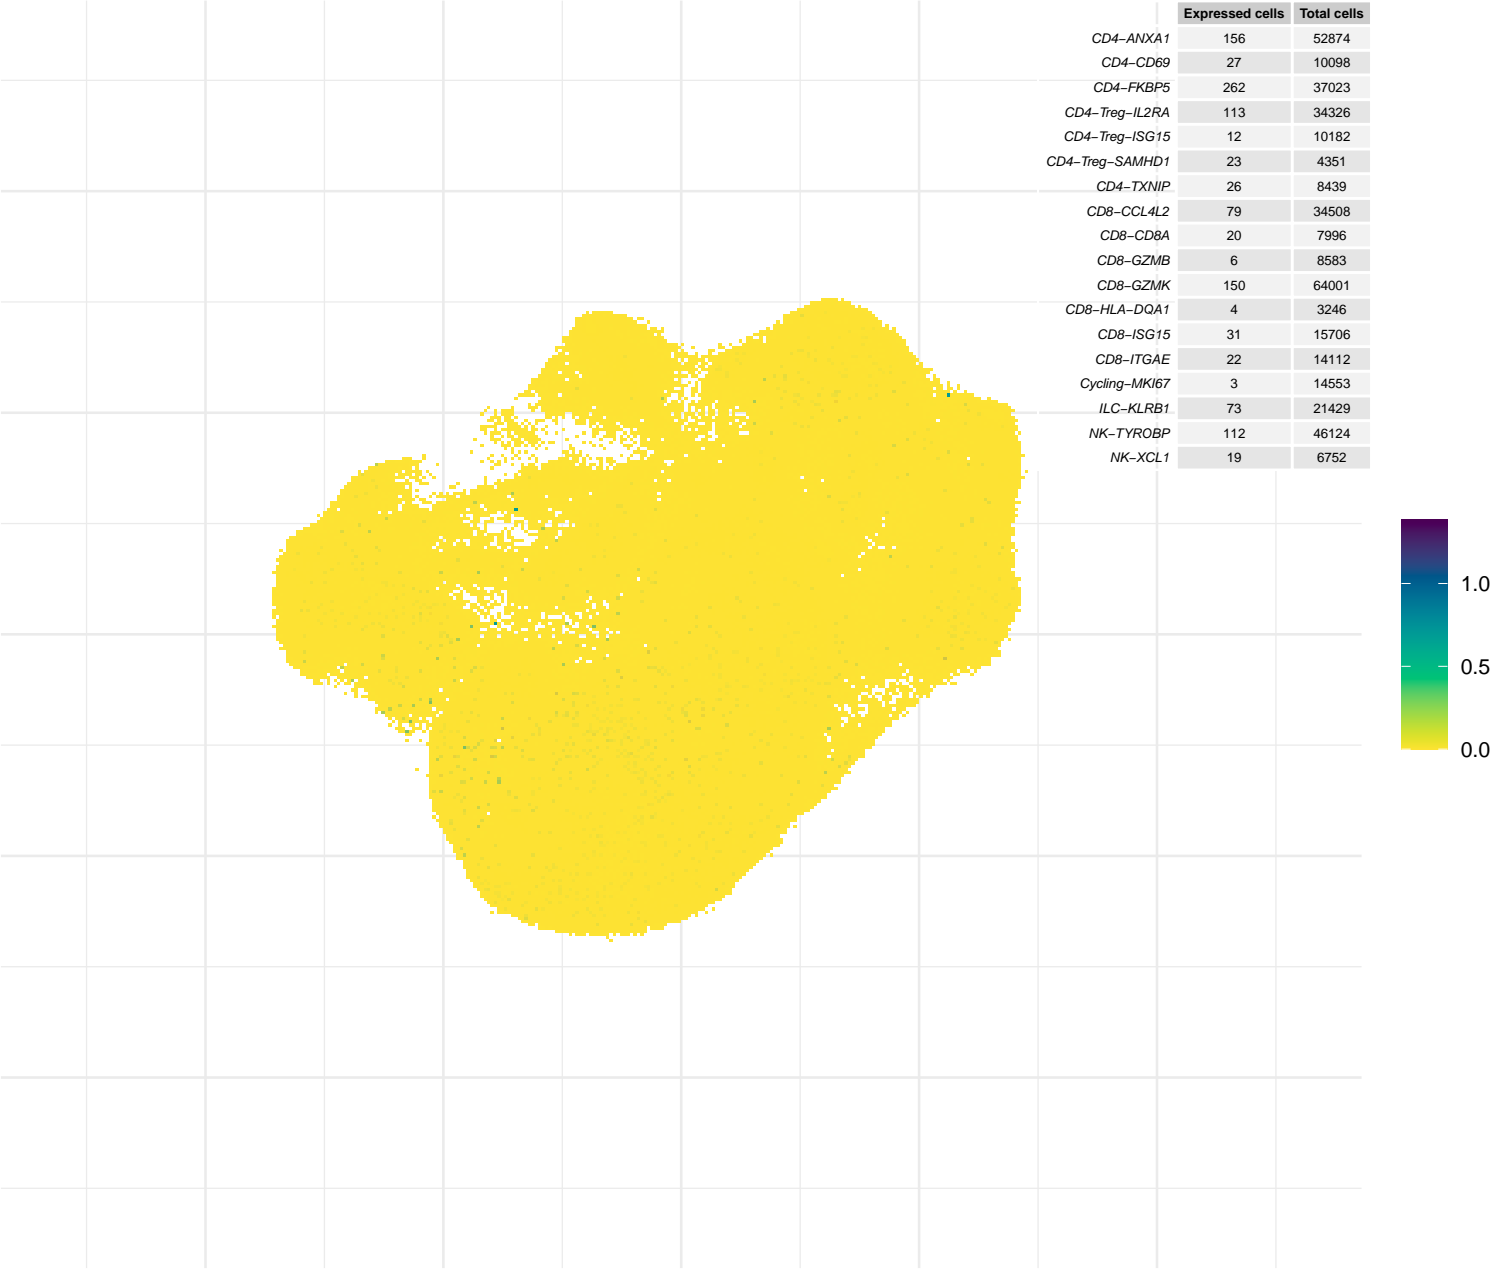 Expressed cells Total cells
CD4−ANXA1 156 52874
CD4−CD69 27 10098
CD4−FKBP5 262 37023
CD4−Treg−IL2RA 113 34326
CD4−Treg−ISG15 12 10182
CD4−Treg−SAMHD1 23 4351
CD4−TXNIP 26 8439
CD8−CCL4L2 79 34508
CD8−CD8A 20 7996
CD8−GZMB 6 8583
CD8−GZMK 150 64001
CD8−HLA−DQA1 4 3246
CD8−ISG15 31 15706
CD8−ITGAE 22 14112
Cycling−MKI67 3 14553
ILC−KLRB1 73 21429
NK−TYROBP 112 46124
NK−XCL1 19 6752
1.0
0.5
0.0